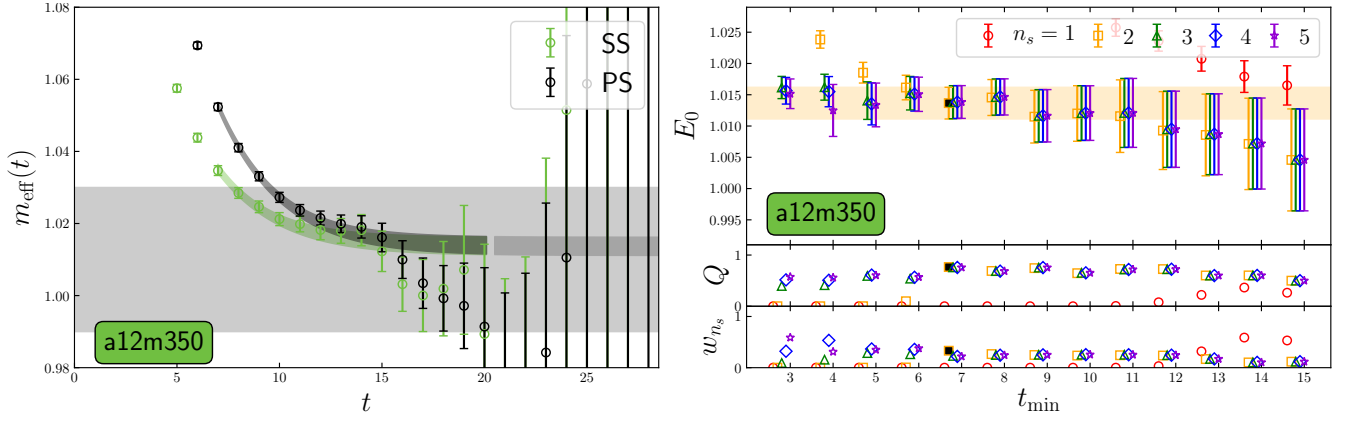 1.08
1.06
1.04
1.02
1.00
0.98
m_eff(t)
SS
PS
a12m350
0 5 10 15 20 25
t
1.025
1.020
1.015
1.010
1.005
1.000
0.995
E_0
n_s = 1 2 3 4 5
a12m350
1
0
Q
1
0
w_{n_s}
3 4 5 6 7 8 9 10 11 12 13 14 15
t_min